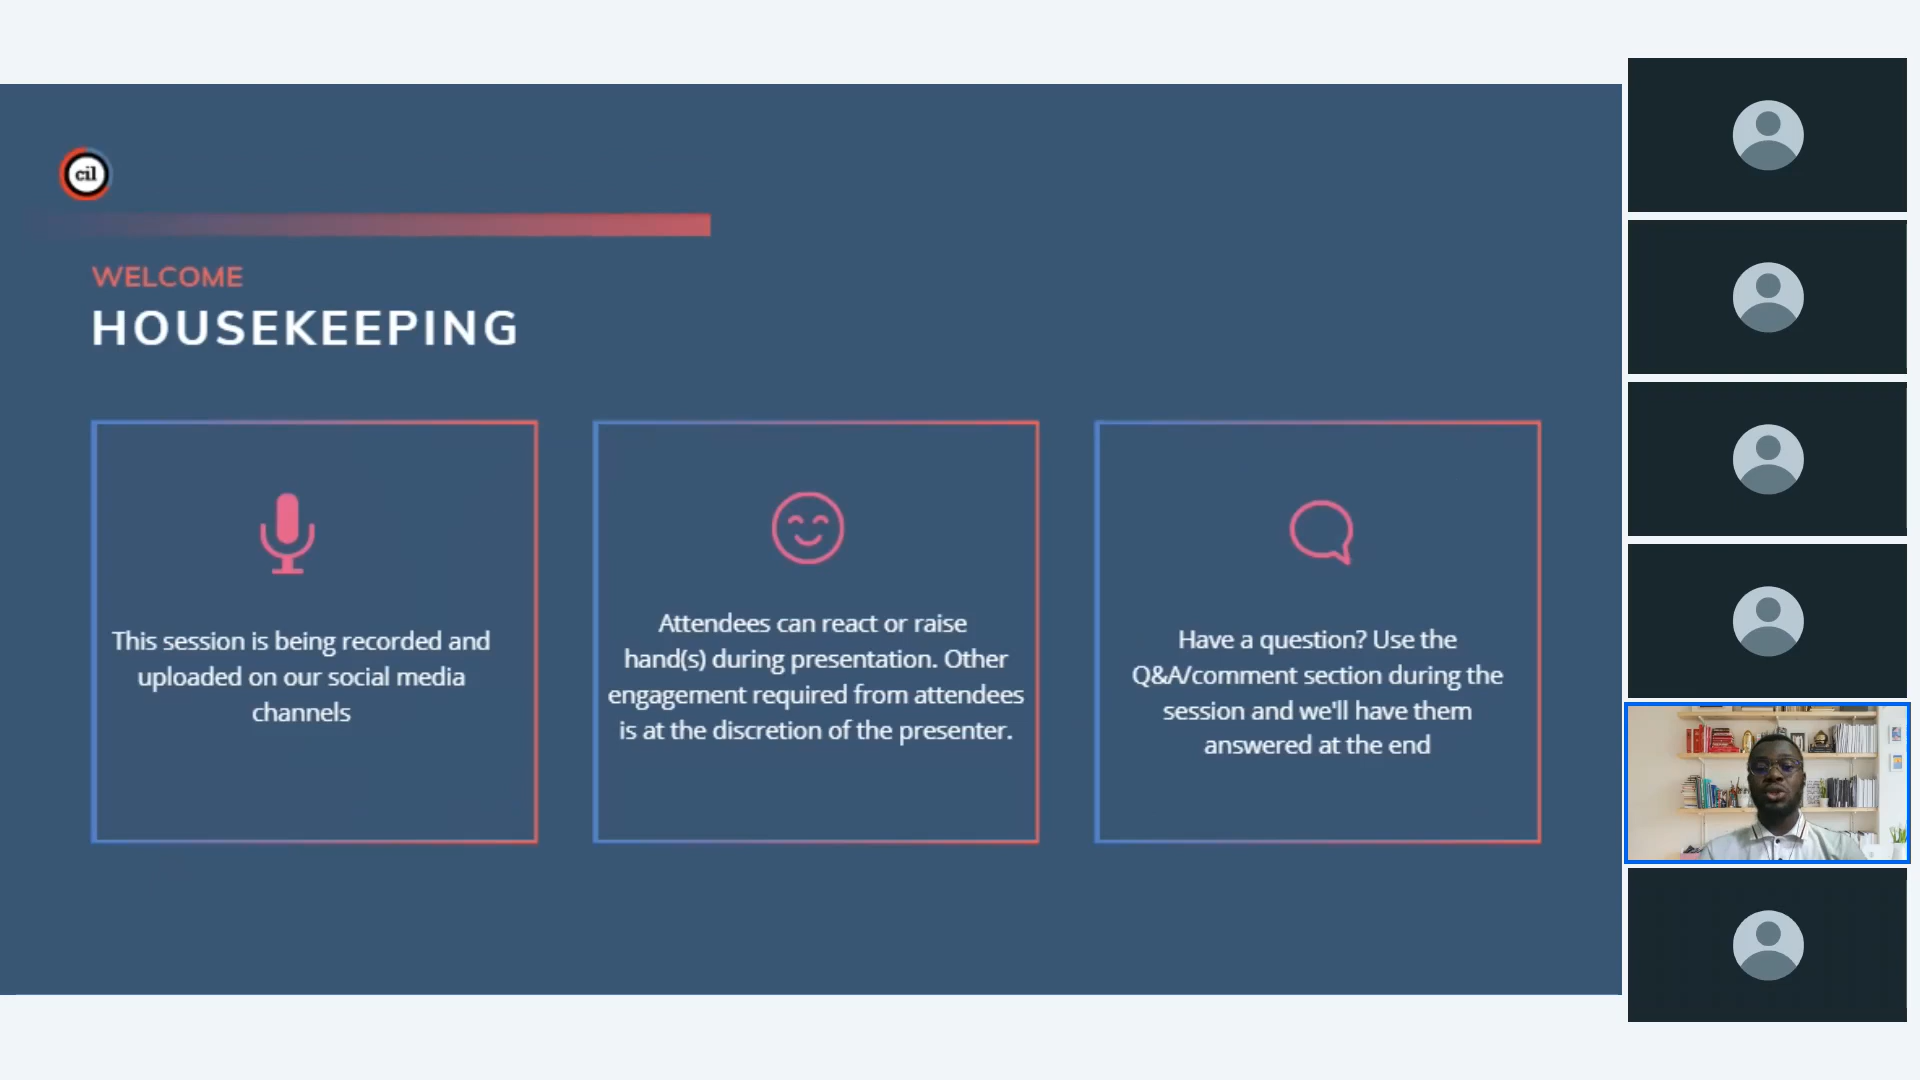 cil
WELCOME
HOUSEKEEPING
This session is being recorded and
uploaded on our social media
channels
Attendees can react or raise
hand(s) during presentation. Other
engagement required from attendees
is at the discretion of the presenter.
Have a question? Use the
Q&A/comment section during the
session and we'll have them
answered at the end